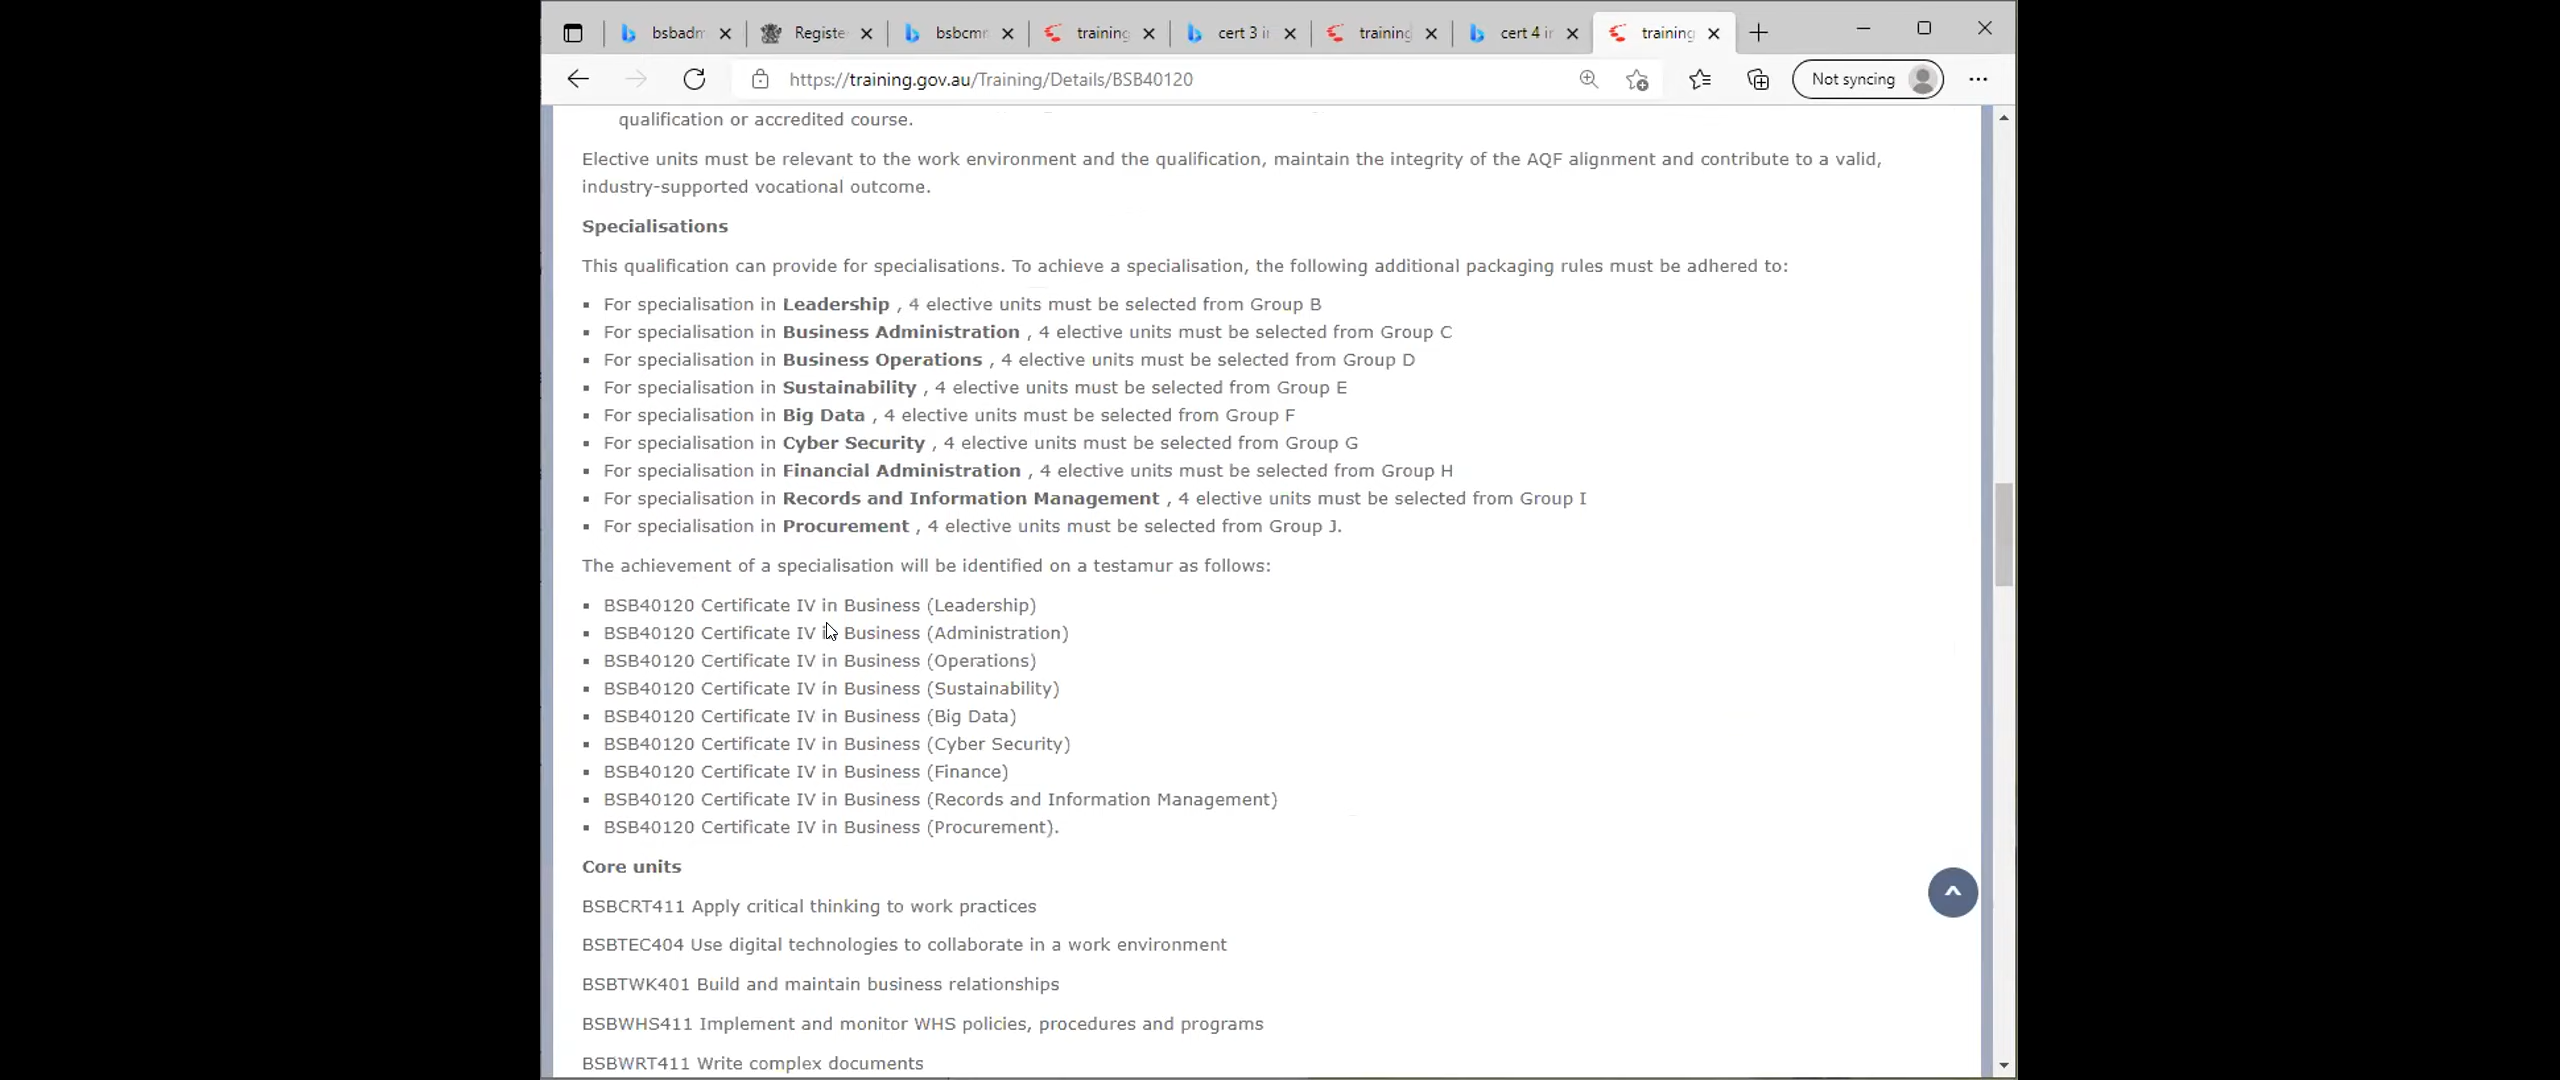 bsbadm
Registe
bsbcmm
training
cert 3 i
training
cert 4 i
training
https://training.gov.au/Training/Details/BSB40120
Not syncing
qualification or accredited course.
Elective units must be relevant to the work environment and the qualification, maintain the integrity of the AQF alignment and contribute to a valid,
industry-supported vocational outcome.
Specialisations
This qualification can provide for specialisations. To achieve a specialisation, the following additional packaging rules must be adhered to:
▪ For specialisation in Leadership , 4 elective units must be selected from Group B
▪ For specialisation in Business Administration , 4 elective units must be selected from Group C
▪ For specialisation in Business Operations , 4 elective units must be selected from Group D
▪ For specialisation in Sustainability , 4 elective units must be selected from Group E
▪ For specialisation in Big Data , 4 elective units must be selected from Group F
▪ For specialisation in Cyber Security , 4 elective units must be selected from Group G
▪ For specialisation in Financial Administration , 4 elective units must be selected from Group H
▪ For specialisation in Records and Information Management , 4 elective units must be selected from Group I
▪ For specialisation in Procurement , 4 elective units must be selected from Group J.
The achievement of a specialisation will be identified on a testamur as follows:
▪ BSB40120 Certificate IV in Business (Leadership)
▪ BSB40120 Certificate IV in Business (Administration)
▪ BSB40120 Certificate IV in Business (Operations)
▪ BSB40120 Certificate IV in Business (Sustainability)
▪ BSB40120 Certificate IV in Business (Big Data)
▪ BSB40120 Certificate IV in Business (Cyber Security)
▪ BSB40120 Certificate IV in Business (Finance)
▪ BSB40120 Certificate IV in Business (Records and Information Management)
▪ BSB40120 Certificate IV in Business (Procurement).
Core units
BSBCRT411 Apply critical thinking to work practices
BSBTEC404 Use digital technologies to collaborate in a work environment
BSBTWK401 Build and maintain business relationships
BSBWHS411 Implement and monitor WHS policies, procedures and programs
BSBWRT411 Write complex documents